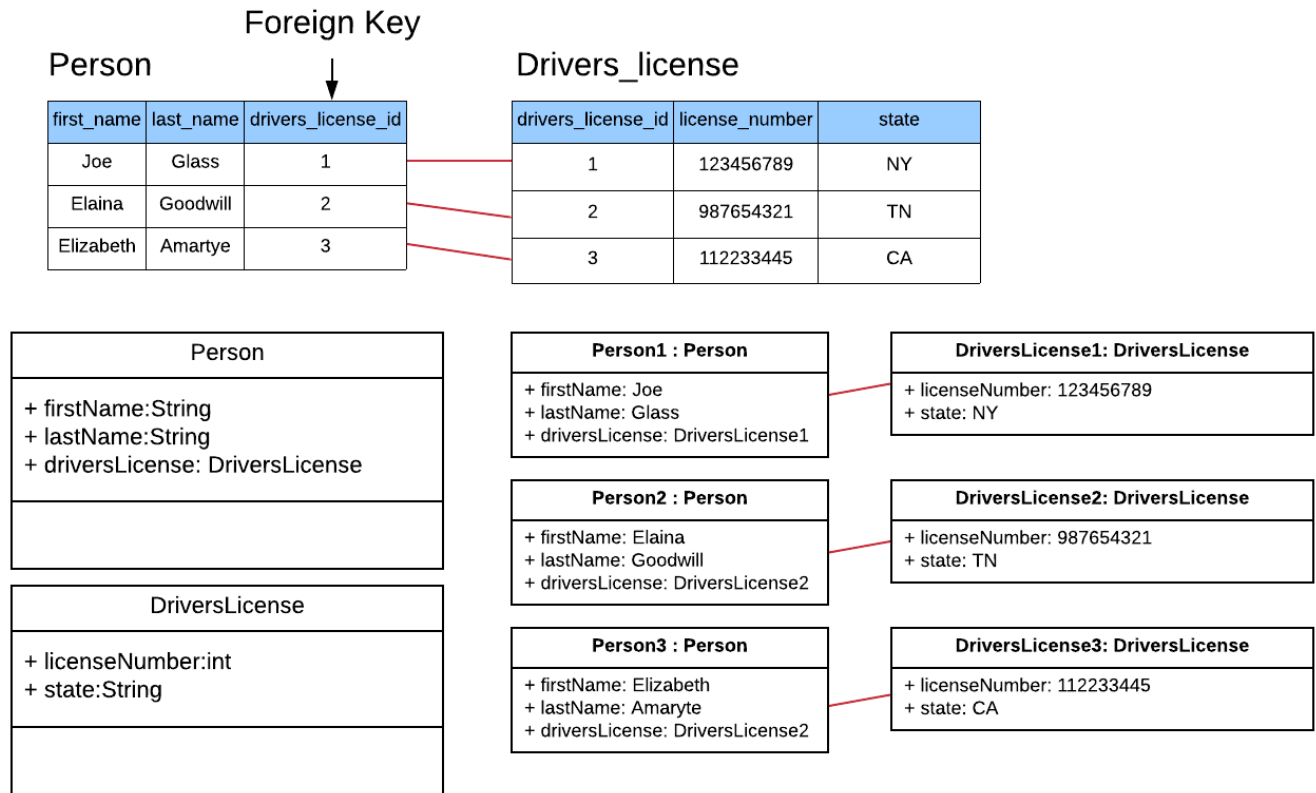 Foreign Key
Person
first_name last_name drivers_license_id
Joe Glass 1
Elaina Goodwill 2
Elizabeth Amartye 3
Drivers_license
drivers_license_id license_number state
1 123456789 NY
2 987654321 TN
3 112233445 CA
Person
+ firstName:String
+ lastName:String
+ driversLicense: DriversLicense
DriversLicense
+ licenseNumber:int
+ state:String
Person1 : Person
+ firstName: Joe
+ lastName: Glass
+ driversLicense: DriversLicense1
DriversLicense1: DriversLicense
+ licenseNumber: 123456789
+ state: NY
Person2 : Person
+ firstName: Elaina
+ lastName: Goodwill
+ driversLicense: DriversLicense2
DriversLicense2: DriversLicense
+ licenseNumber: 987654321
+ state: TN
Person3 : Person
+ firstName: Elizabeth
+ lastName: Amaryte
+ driversLicense: DriversLicense2
DriversLicense3: DriversLicense
+ licenseNumber: 112233445
+ state: CA